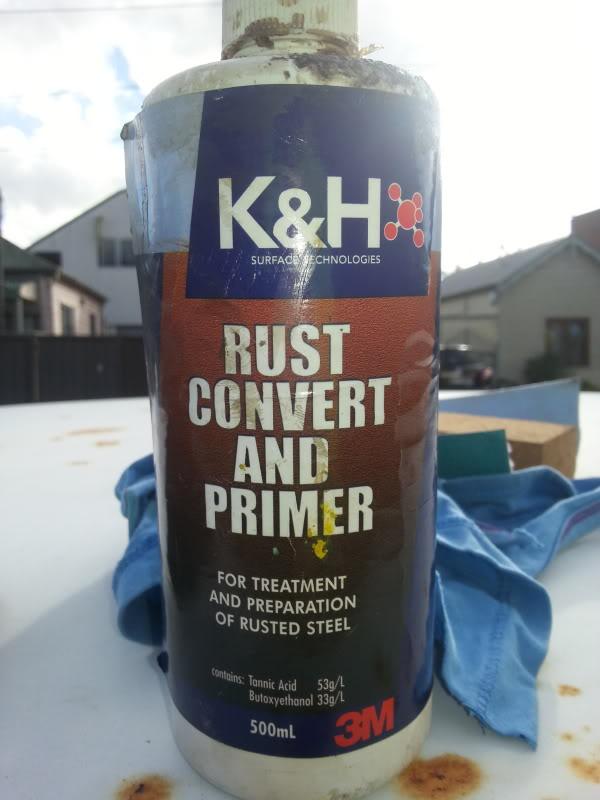 K&H
SURFACE TECHNOLOGIES
RUST
CONVERT
AND
PRIMER
FOR TREATMENT
AND PREPARATION
OF RUSTED STEEL
contains: Tannic Acid 53g/L
Butoxyethanol 33g/L
500mL
3M